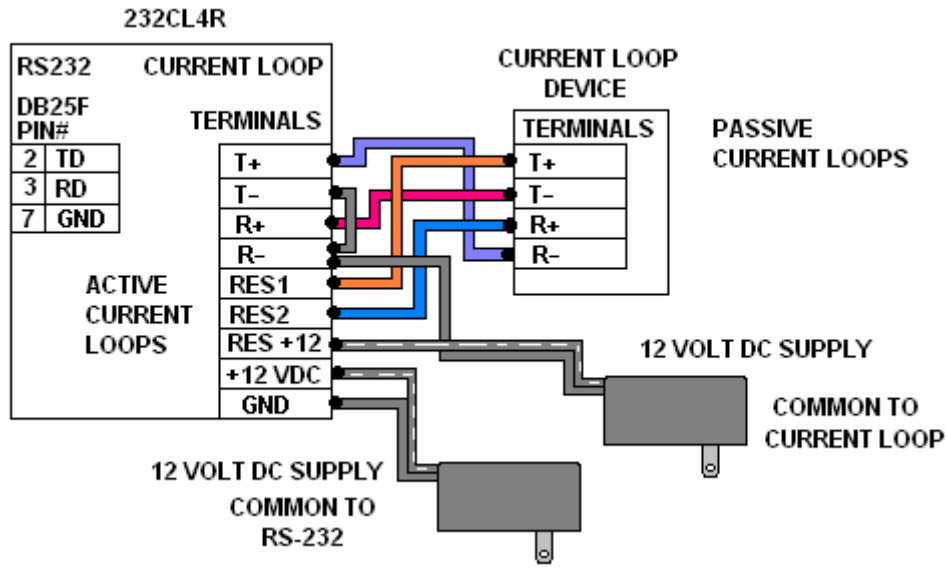 232CL4R
RS232 CURRENT LOOP
DB25F
PIN#
TERMINALS
2 TD
3 RD
7 GND
T+
T-
R+
R-
RES1
RES2
RES +12
+12 VDC
GND
ACTIVE
CURRENT
LOOPS
CURRENT LOOP
DEVICE
TERMINALS
T+
T-
R+
R-
PASSIVE
CURRENT LOOPS
12 VOLT DC SUPPLY
COMMON TO
CURRENT LOOP
12 VOLT DC SUPPLY
COMMON TO
RS-232